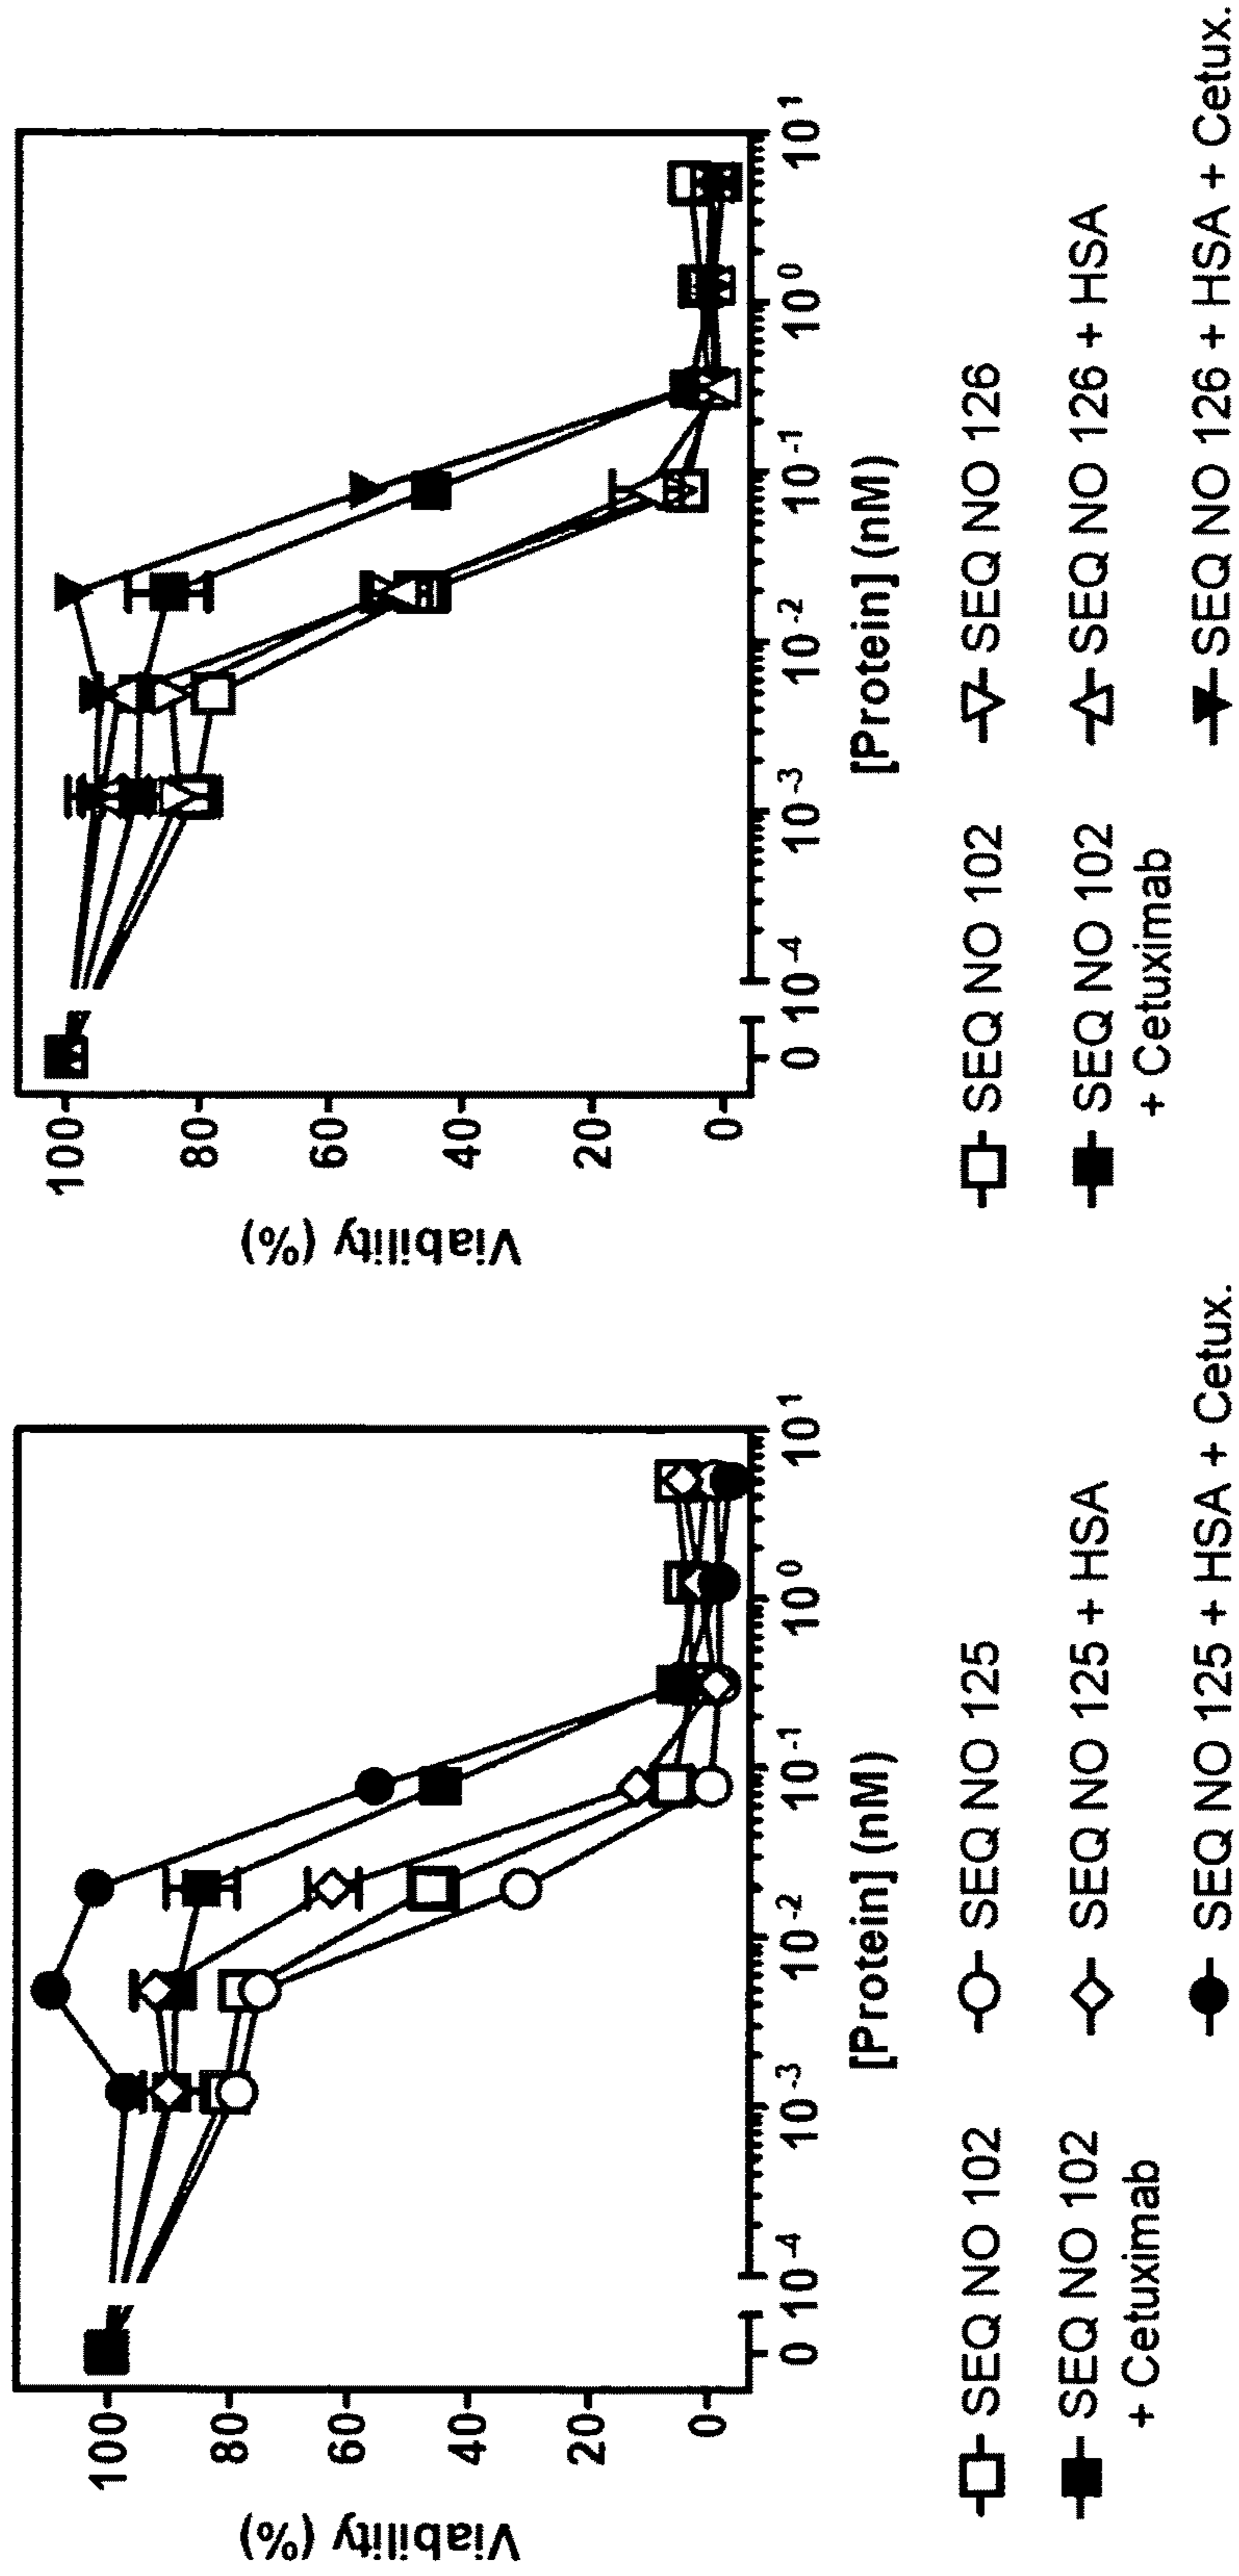 Viability (%)
100
80
60
40
20
0
0 10-4 10-3 10-2 10-1 100 101
[Protein] (nM)
SEQ NO 102 SEQ NO 125
SEQ NO 102 SEQ NO 125 + HSA
+ Cetuximab
SEQ NO 125 + HSA + Cetux.
Viability (%)
100
80
60
40
20
0
0 10-4 10-3 10-2 10-1 100 101
[Protein] (nM)
SEQ NO 102 SEQ NO 126
SEQ NO 102 SEQ NO 126 + HSA
+ Cetuximab
SEQ NO 126 + HSA + Cetux.